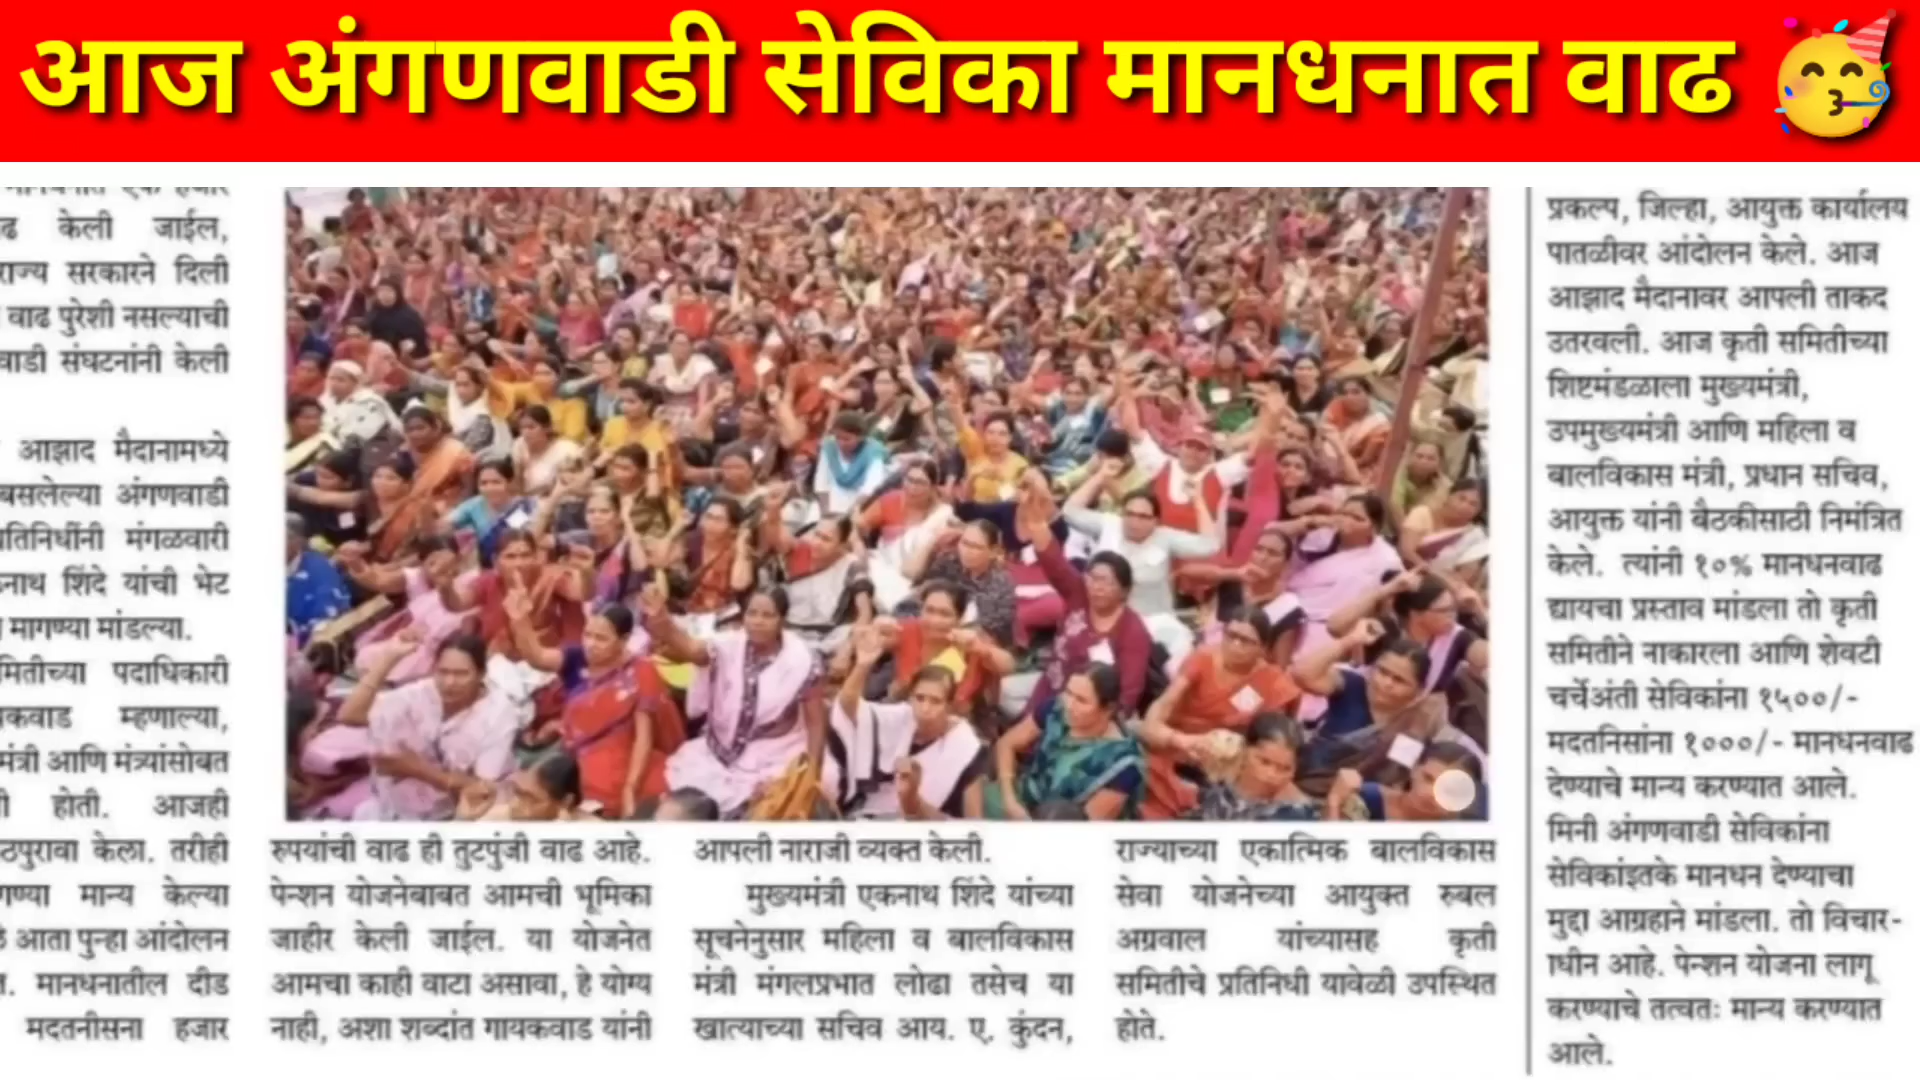 आज अंगणवाडी सेविका मानधनात वाढ
केली जाईल,
राज्य सरकारने दिली
वाढ पुरेशी नसल्याची
संघटनांनी केली
आझाद मैदानामध्ये
बसलेल्या अंगणवाडी
मंगळवारी
शिंदे यांची भेट
मागण्या मांडल्या.
पदाधिकारी
म्हणाल्या,
आणि मंत्र्यांसोबत
होती. आजही
केला. तरीही
मान्य केल्या
आता पुन्हा आंदोलन
मानधनातील दीड
मदतनीसना हजार
रुपयांची वाढ ही तुटपुंजी वाढ आहे.
पेन्शन योजनेबाबत आमची भूमिका
जाहीर केली जाईल. या योजनेत
आमचा काही वाटा असावा, हे योग्य
नाही, अशा शब्दांत गायकवाड यांनी
आपली नाराजी व्यक्त केली.
मुख्यमंत्री एकनाथ शिंदे यांच्या
सूचनेनुसार महिला व बालविकास
मंत्री मंगलप्रभात लोढा तसेच या
खात्याच्या सचिव आय. ए. कुंदन,
राज्याच्या एकात्मिक बालविकास
सेवा योजनेच्या आयुक्त रुबल
अग्रवाल यांच्यासह कृती
समितीचे प्रतिनिधी यावेळी उपस्थित
होते.
प्रकल्प, जिल्हा, आयुक्त कार्यालय
पातळीवर आंदोलन केले. आज
आझाद मैदानावर आपली ताकद
उतरवली. आज कृती समितीच्या
शिष्टमंडळाला मुख्यमंत्री,
उपमुख्यमंत्री आणि महिला व
बालविकास मंत्री, प्रधान सचिव,
आयुक्त यांनी बैठकीसाठी निमंत्रित
केले. त्यांनी १०% मानधनवाढ
द्यायचा प्रस्ताव मांडला तो कृती
समितीने नाकारला आणि शेवटी
चर्चेअंती सेविकांना १५००/-
मदतनिसांना १०००/- मानधनवाढ
देण्याचे मान्य करण्यात आले.
मिनी अंगणवाडी सेविकांना
सेविकांइतके मानधन देण्याचा
मुद्दा आग्रहाने मांडला. तो विचार-
धीन आहे. पेन्शन योजना लागू
करण्याचे तत्वतः मान्य करण्यात
आले.